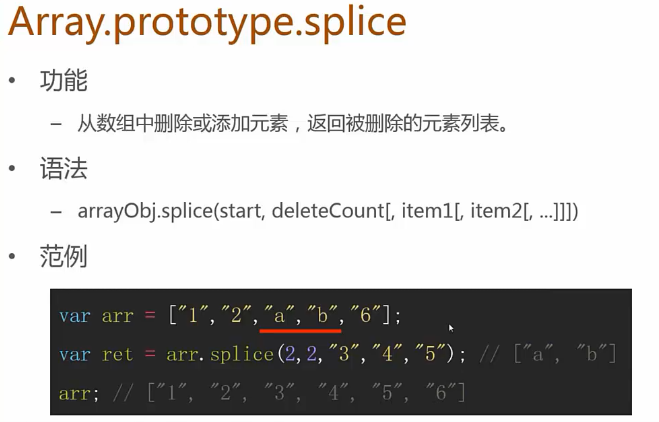 Array.prototype.splice
• 功能
– 从数组中删除或添加元素，返回被删除的元素列表。
• 语法
– arrayObj.splice(start, deleteCount[, item1[, item2[, ...]]])
• 范例
var arr = ["1","2","a","b","6"];
var ret = arr.splice(2,2,"3","4","5"); // ["a", "b"]
arr; // ["1", "2", "3", "4", "5", "6"]